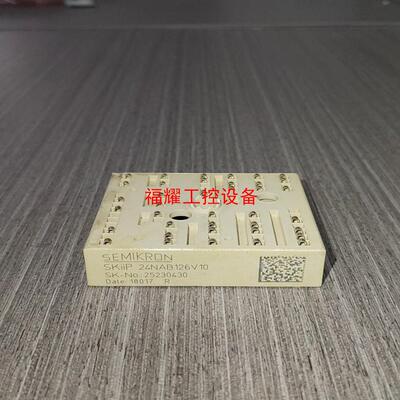 福耀工控设备
SEMIKRON
SKiiP 24NAB126V10
SK-No: 25230430
Date: 18017 R